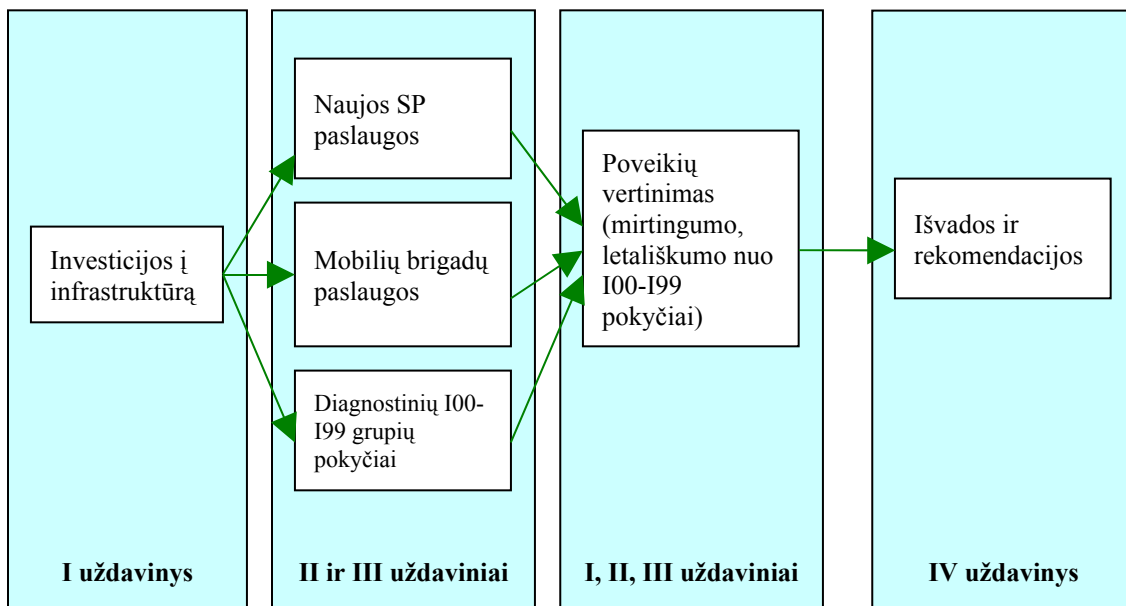 Investicijos į
infrastruktūrą
I uždavinys
Naujos SP
paslaugos
Mobilių brigadų
paslaugos
Diagnostinių I00-
I99 grupių
pokyčiai
II ir III uždaviniai
Poveikių
vertinimas
(mirtingumo,
letališkumo nuo
I00-I99
pokyčiai)
I, II, III uždaviniai
Išvados ir
rekomendacijos
IV uždavinys